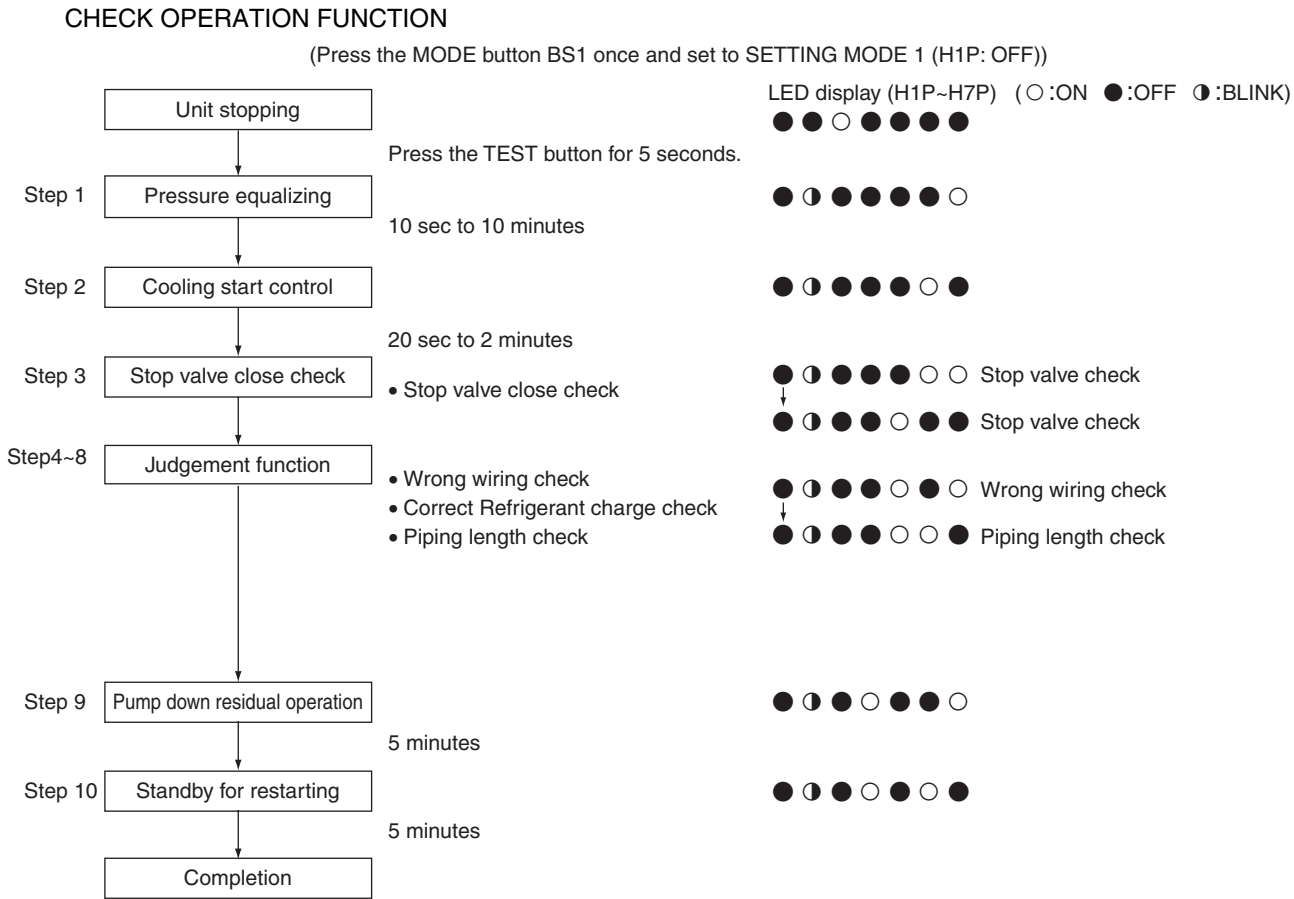 CHECK OPERATION FUNCTION
(Press the MODE button BS1 once and set to SETTING MODE 1 (H1P: OFF))
LED display (H1P~H7P) ( ○ :ON ● :OFF ◑ :BLINK)
Unit stopping
●●○●●●●
Press the TEST button for 5 seconds.
Step 1
Pressure equalizing
●◑●●●●○
10 sec to 10 minutes
Step 2
Cooling start control
●◑●●●○●
20 sec to 2 minutes
Step 3
Stop valve close check
• Stop valve close check
●◑●●●○○ Stop valve check
●◑●●○●● Stop valve check
Step4~8
Judgement function
• Wrong wiring check
• Correct Refrigerant charge check
• Piping length check
●◑●●○●○ Wrong wiring check
●◑●●○○● Piping length check
Step 9
Pump down residual operation
●◑●○●●○
5 minutes
Step 10
Standby for restarting
●◑●○●○●
5 minutes
Completion